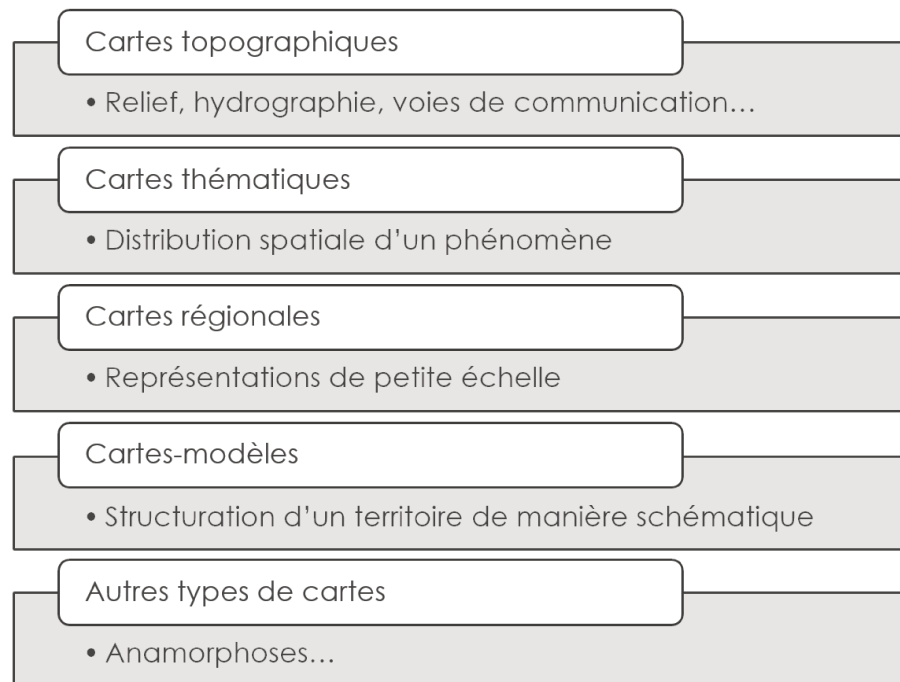 Cartes topographiques
• Relief, hydrographie, voies de communication…
Cartes thématiques
• Distribution spatiale d’un phénomène
Cartes régionales
• Représentations de petite échelle
Cartes-modèles
• Structuration d’un territoire de manière schématique
Autres types de cartes
• Anamorphoses…